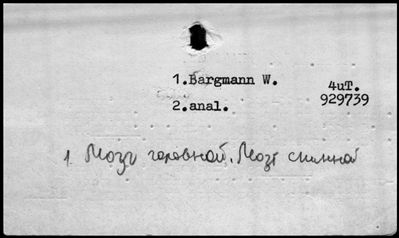 1.Bargmann W.
4uT.
929739
2.anal.
1. Мозг головной. Мозг спинной